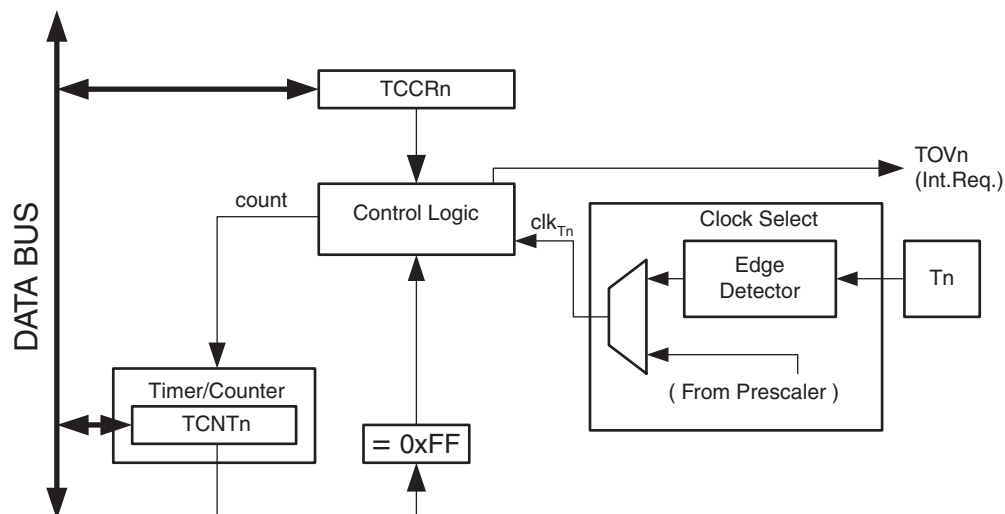 DATA BUS
TCCRn
TOVn
(Int.Req.)
count
Control Logic
clkTn
Clock Select
Edge
Detector
Tn
( From Prescaler )
Timer/Counter
TCNTn
= 0xFF